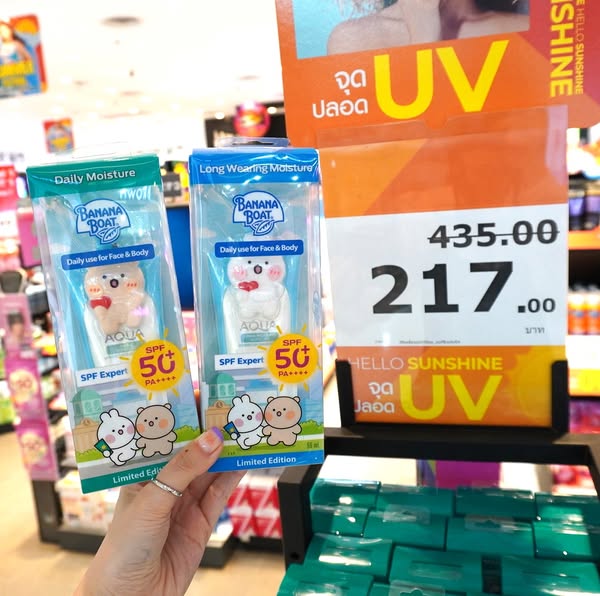 จุด
ปลอด UV
SUNSHINE
HELLO SUNSHINE
435.00
217.00
บาท
HELLO SUNSHINE
จุด
ปลอด UV
Daily Moisture
BANANA
BOAT
Daily use for Face & Body
AQUA
SPF Expert
SPF
50+
PA++++
Limited Edition
Long Wearing Moisture
BANANA
BOAT
Daily use for Face & Body
AQUA
SPF Expert
SPF
50+
PA++++
Limited Edition